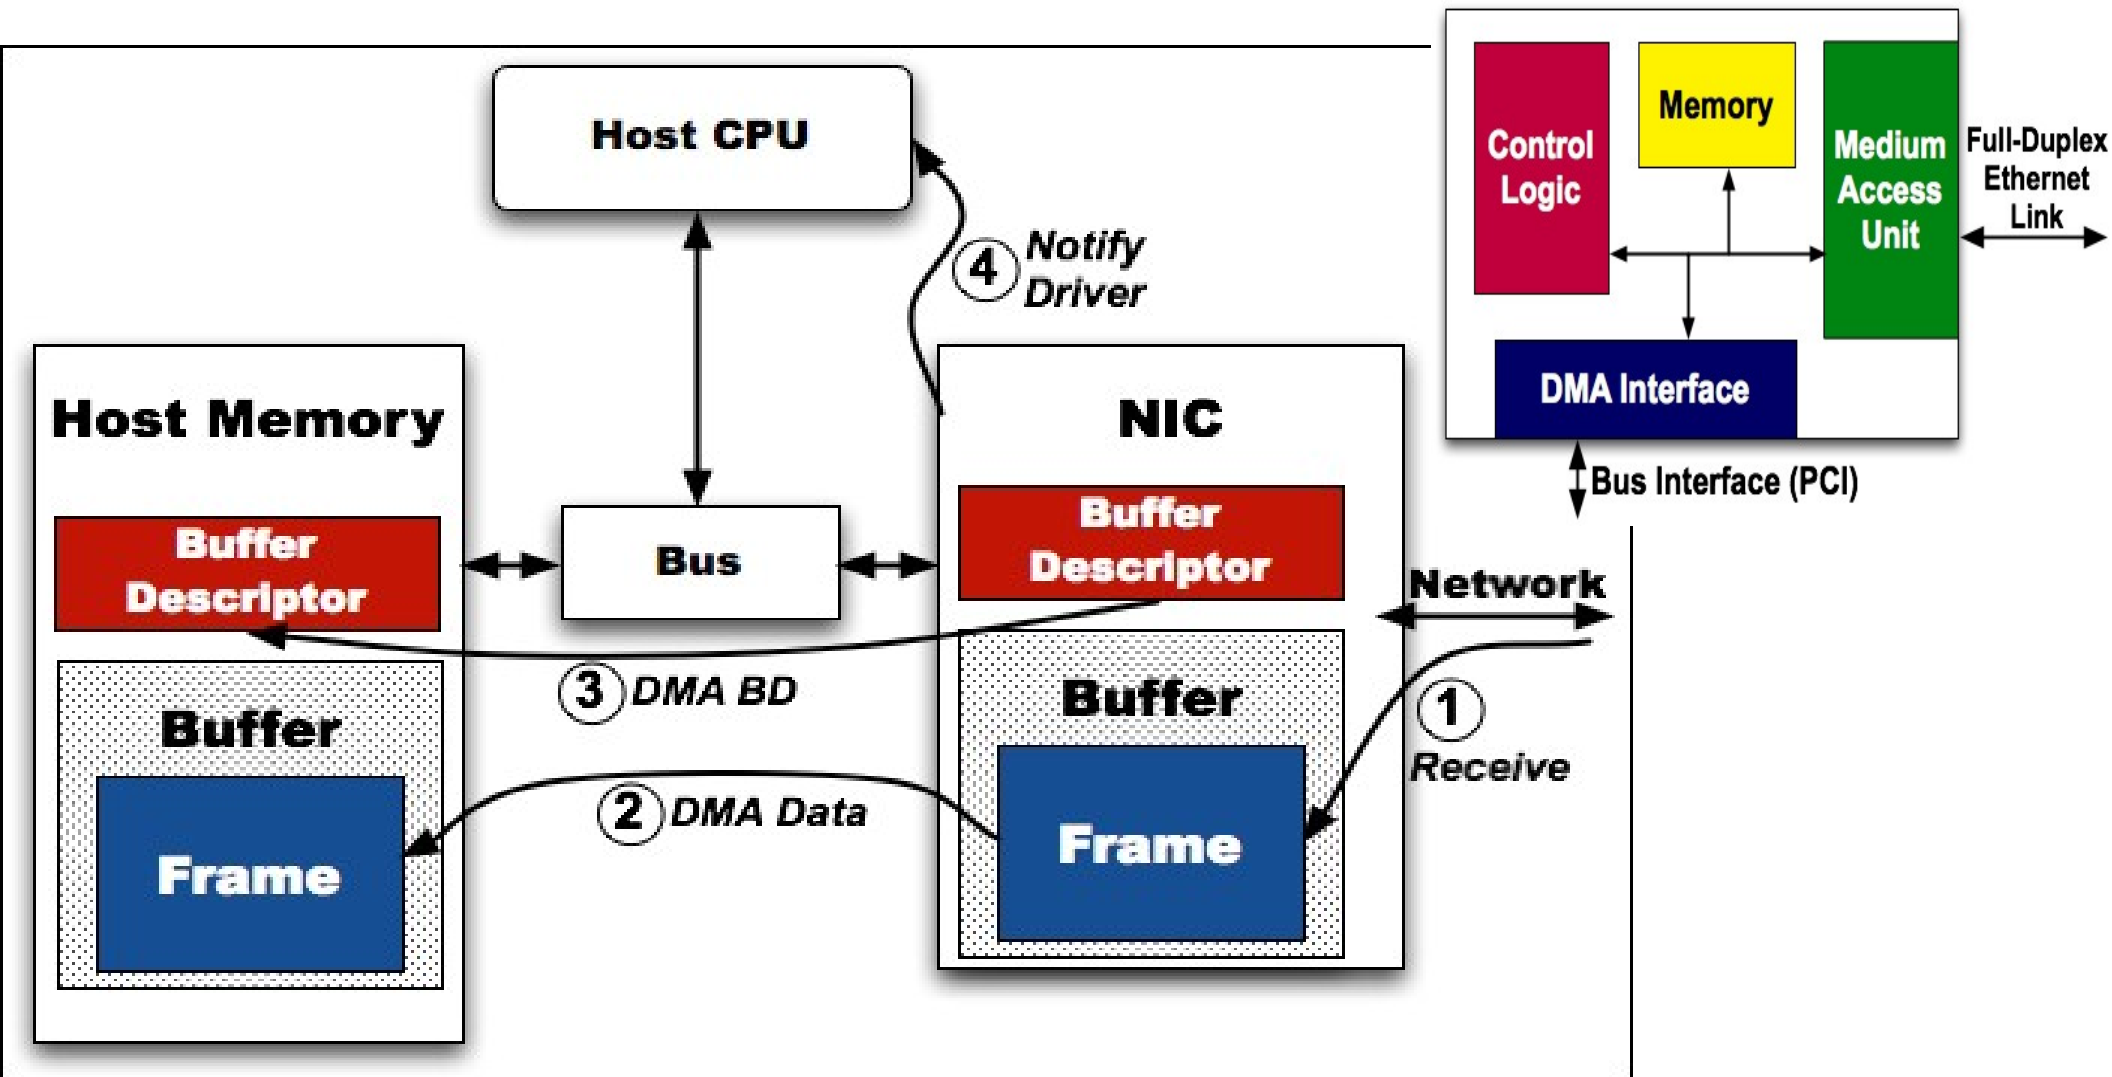 Host CPU
4
Notify
Driver
Host Memory
Buffer
Descriptor
Buffer
Frame
Bus
3
DMA BD
2
DMA Data
NIC
Buffer
Descriptor
Buffer
Frame
Network
1
Receive
Control
Logic
Memory
Medium
Access
Unit
DMA Interface
Full-Duplex
Ethernet
Link
Bus Interface (PCI)